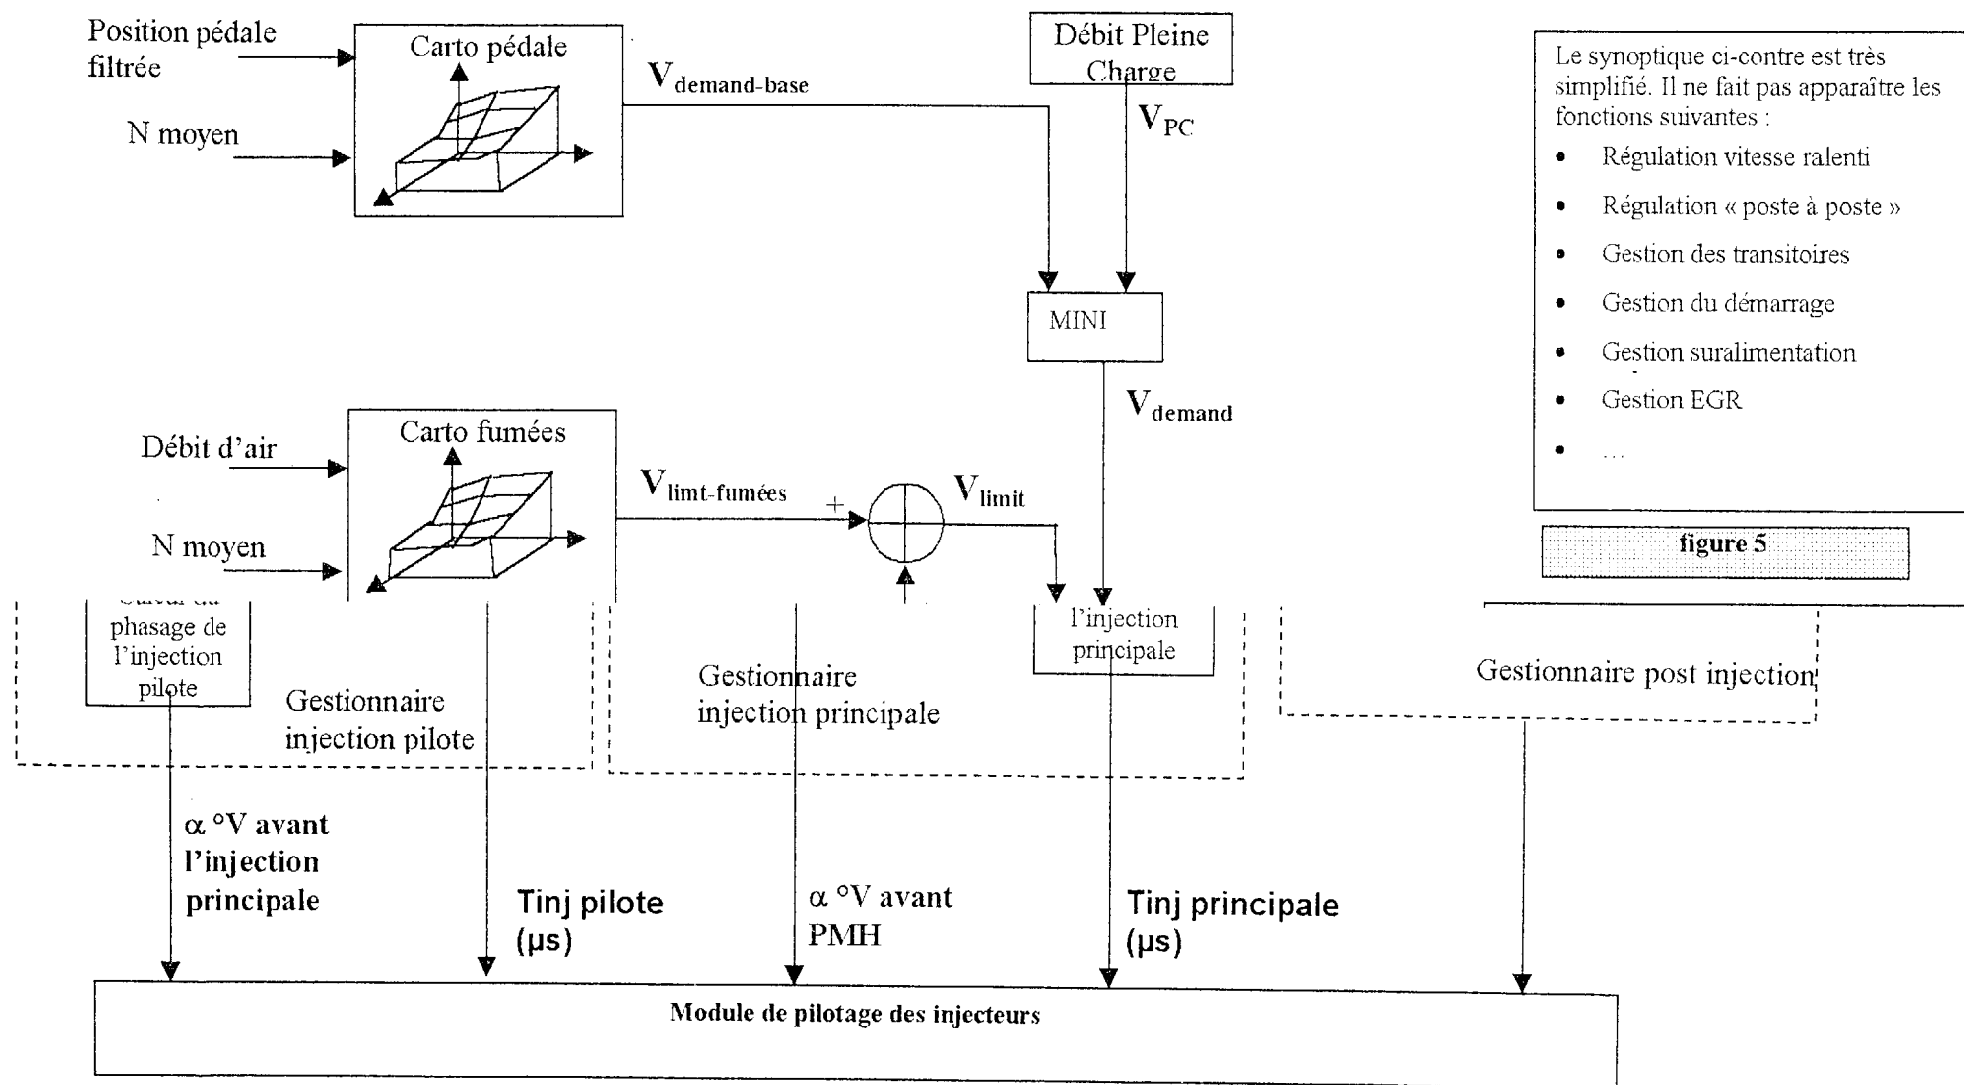 Position pédale
filtrée
N moyen
Carto pédale
V demand-base
Débit Pleine
Charge
V PC
MINI
V demand
Le synoptique ci-contre est très
simplifié. Il ne fait pas apparaître les
fonctions suivantes :
• Régulation vitesse ralenti
• Régulation « poste à poste »
• Gestion des transitoires
• Gestion du démarrage
• Gestion suralimentation
• Gestion EGR
• ...
figure 5
Débit d'air
N moyen
Carto fumées
V limt-fumées
+
V limit
phasage de
l'injection
pilote
Gestionnaire
injection pilote
Gestionnaire
injection principale
l'injection
principale
Gestionnaire post injection
α °V avant
l'injection
principale
Tinj pilote
(µs)
α °V avant
PMH
Tinj principale
(µs)
Module de pilotage des injecteurs